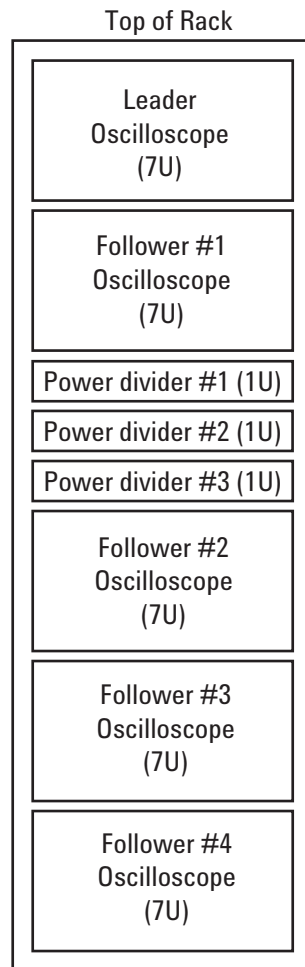 Top of Rack
Leader
Oscilloscope
(7U)
Follower #1
Oscilloscope
(7U)
Power divider #1 (1U)
Power divider #2 (1U)
Power divider #3 (1U)
Follower #2
Oscilloscope
(7U)
Follower #3
Oscilloscope
(7U)
Follower #4
Oscilloscope
(7U)